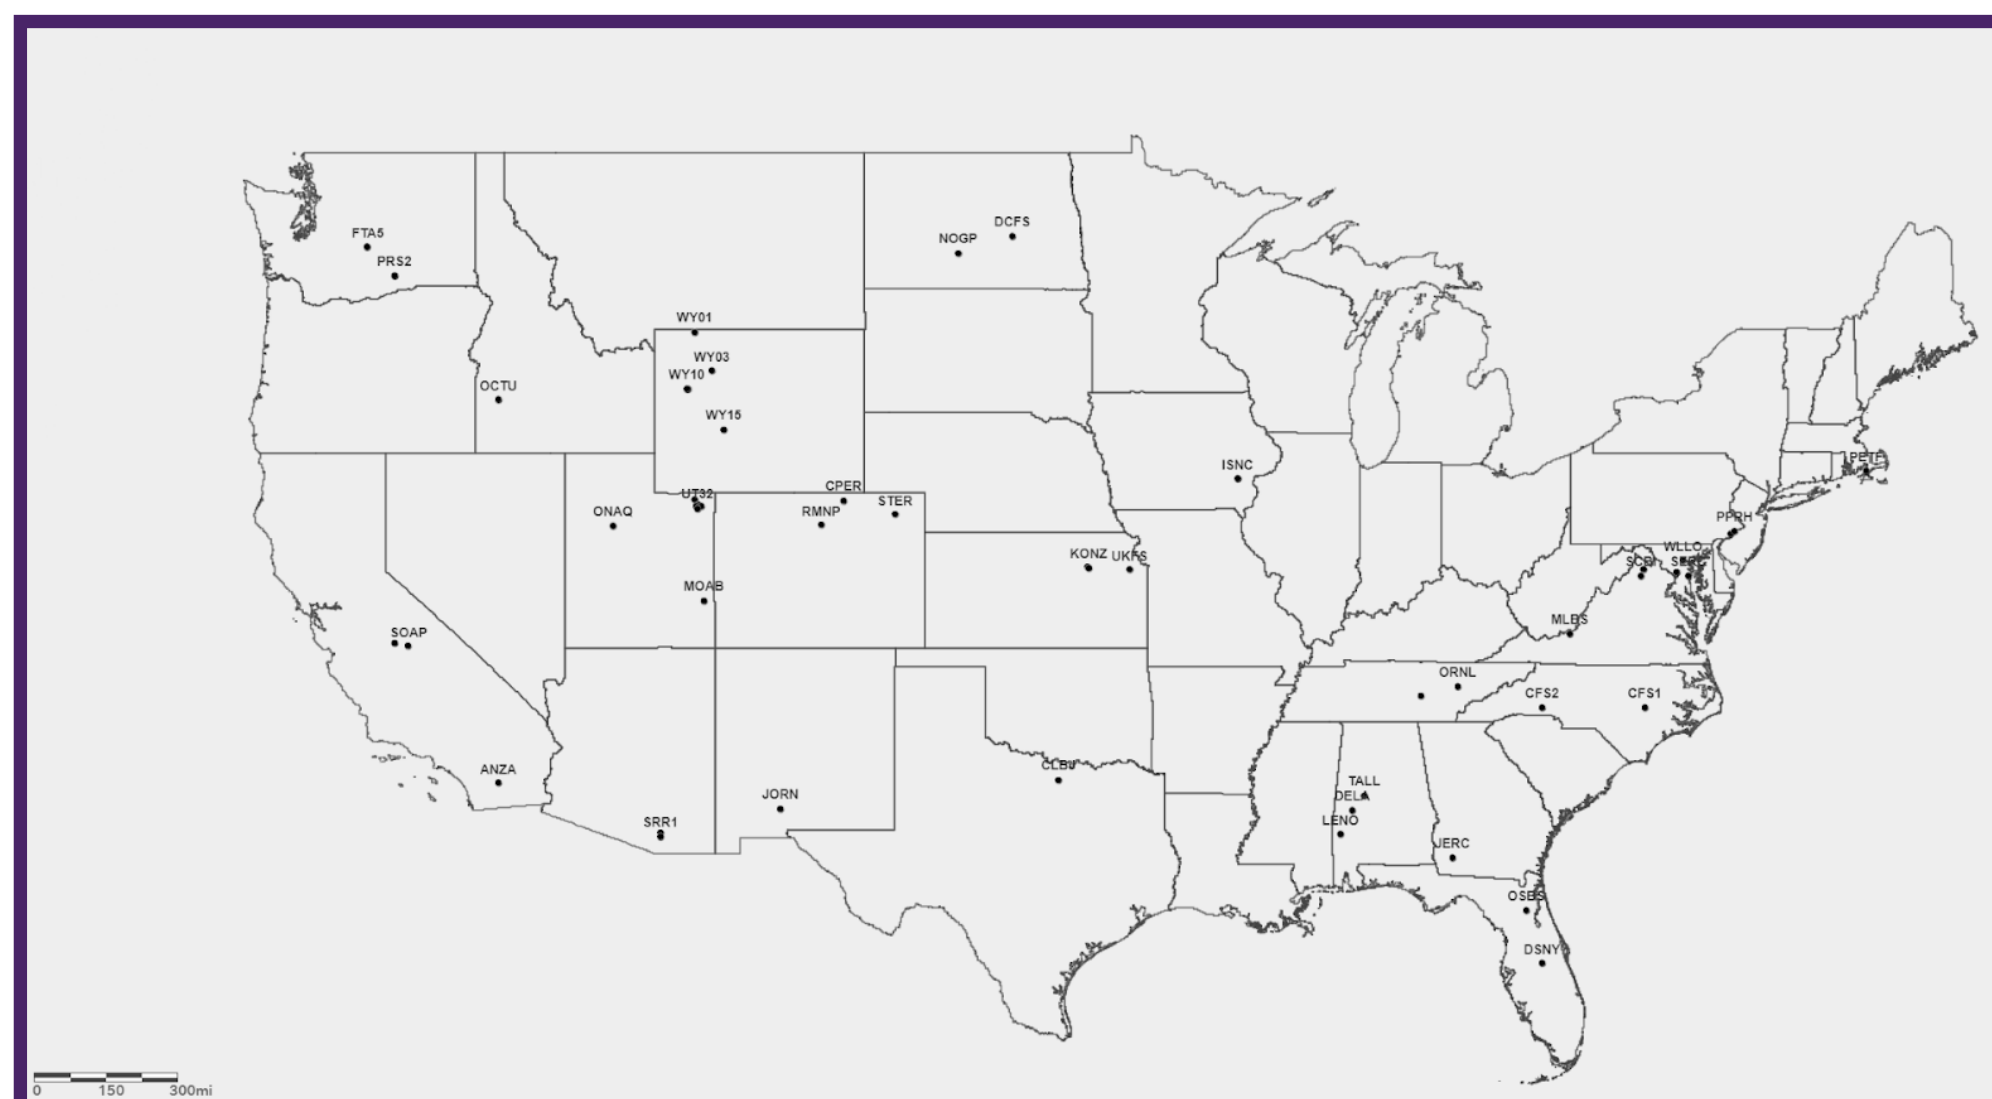 DCFS
FTA5
NOGP
PRS2
WY01
WY03
WY10
OCTU
WY15
PETF
ISNC
CPER
UT32
STER
ONAQ
RMNP
PPRH
WLLO
KONZ
UKFS
SERC
MOAB
MLBS
SOAP
ORNL
CFS2
CFS1
CLBJ
ANZA
TALL
JORN
DELA
LENO
SRR1
JERC
OSBS
DSNY
0 150 300mi